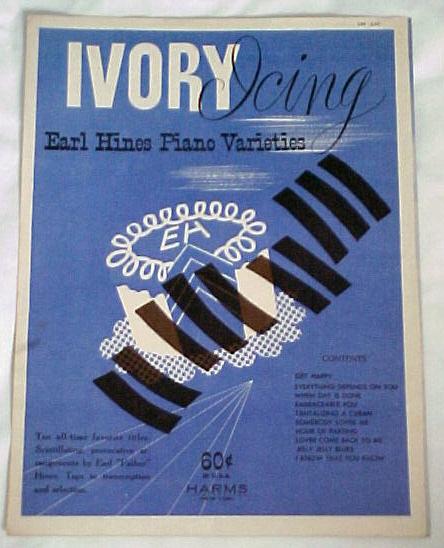 IVORY Icing
Earl Hines Piano Varieties
EH
CONTENTS
GET HAPPY
EVERYTHING DEPENDS ON YOU
WHEN DAY IS DONE
EMBRACEABLE YOU
TANTALIZING A CUBAN
SOMEBODY LOVES ME
HOUR OF PARTING
LOVER COME BACK TO ME
JELLY JELLY BLUES
I KNOW THAT YOU KNOW
Ten all-time favorite titles.
Scintillating, provocative ar-
rangements by Earl "Father"
Hines. Tops in transcription
and selection.
60¢
IN U.S.A.
HARMS
NEW YORK